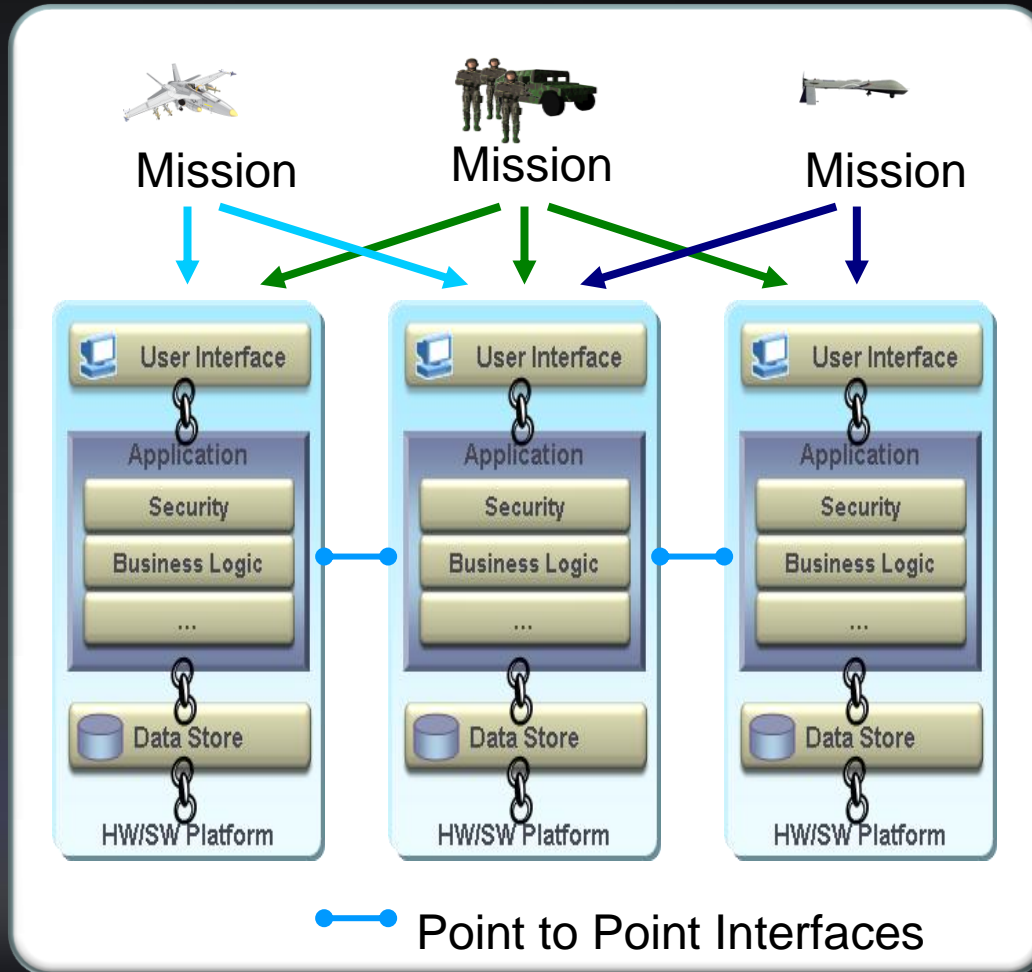 Mission
Mission
Mission
User Interface
Application
Security
Business Logic
...
Data Store
HW/SW Platform
User Interface
Application
Security
Business Logic
...
Data Store
HW/SW Platform
User Interface
Application
Security
Business Logic
...
Data Store
HW/SW Platform
Point to Point Interfaces